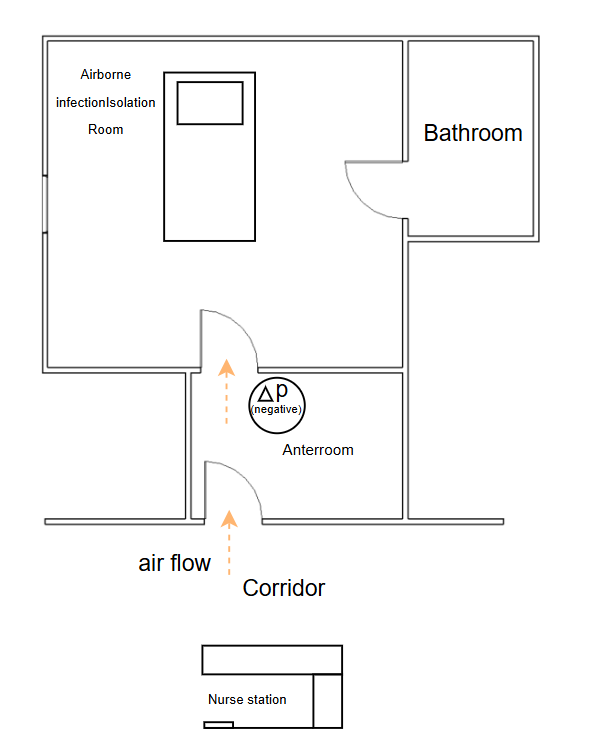 Airborne
infectionIsolation
Room
Bathroom
Δp
(negative)
Anterroom
air flow
Corridor
Nurse station